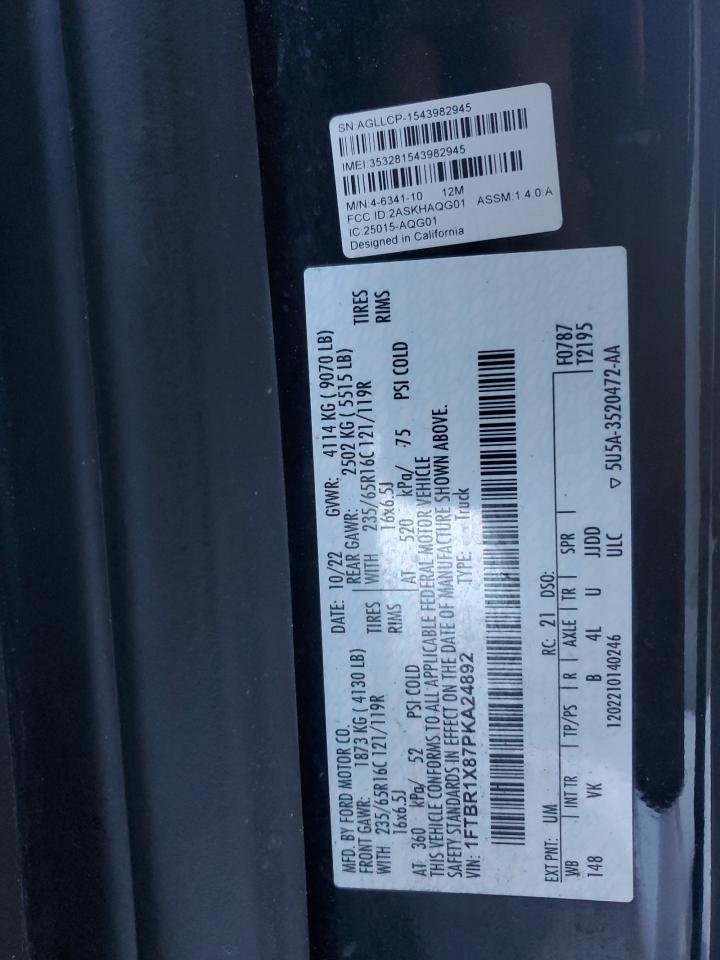 SN:AGLLCP-1543982945
IMEI:353281543982945
M/N:4-6341-10 12M
FCC ID:2ASKHAQG01 ASSM:1.4.0.A
IC:25015-AQG01
Designed in California
MFD. BY FORD MOTOR CO. DATE: 10/22 GVWR: 4114 KG ( 9070 LB)
FRONT GAWR: 1873 KG ( 4130 LB) REAR GAWR: 2502 KG ( 5515 LB)
WITH 235/65R16C 121/119R TIRES WITH 235/65R16C 121/119R TIRES
16x6.5J RIMS 16x6.5J RIMS
AT 360 kPa/ 52 PSI COLD AT 520 kPa/ 75 PSI COLD
THIS VEHICLE CONFORMS TO ALL APPLICABLE FEDERAL MOTOR VEHICLE
SAFETY STANDARDS IN EFFECT ON THE DATE OF MANUFACTURE SHOWN ABOVE.
VIN: 1FTBR1X87PKA24892 TYPE: Truck
EXT PNT: UM RC: 21 DSO: F0787
WB INT TR TP/PS R AXLE TR SPR T2195
148 VK B 4L U JJDD
1202210140246 ULC ▽ 5U5A-3520472-AA